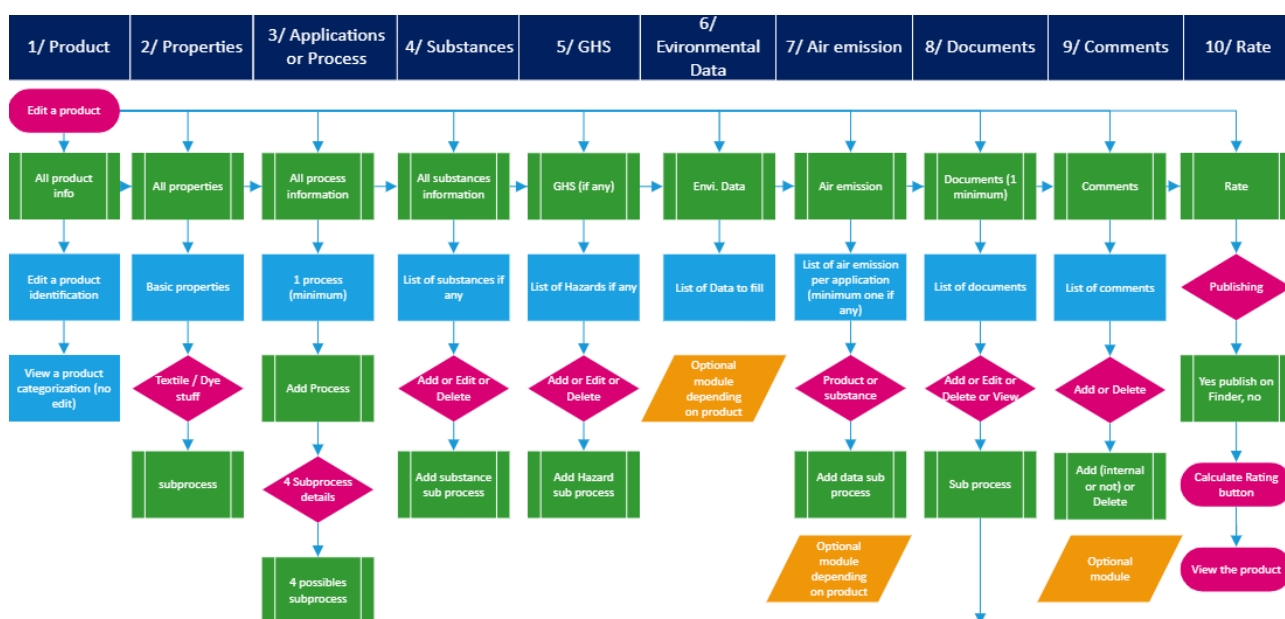 1/ Product
2/ Properties
3/ Applications
or Process
4/ Substances
5/ GHS
6/
Evironmental
Data
7/ Air emission
8/ Documents
9/ Comments
10/ Rate
Edit a product
All product
info
All properties
All process
information
All substances
information
GHS (if any)
Envi. Data
Air emission
Documents (1
minimum)
Comments
Rate
Edit a product
identification
Basic properties
1 process
(minimum)
List of substances if
any
List of Hazards if any
List of Data to fill
List of air emission
per application
(minimum one if
any)
List of documents
List of comments
Publishing
View a product
categorization (no
edit)
Textile / Dye
stuff
Add Process
Add or Edit or
Delete
Add or Edit or
Delete
Optional
module
depending
on product
Product or
substance
Add or Edit or
Delete or View
Add or Delete
Yes publish on
Finder, no
subprocess
4 Subprocess
details
Add substance
sub process
Add Hazard
sub process
Add data sub
process
Sub process
Add (internal
or not) or
Delete
Calculate Rating
button
4 possibles
subprocess
Optional
module
depending
on product
Optional
module
View the product